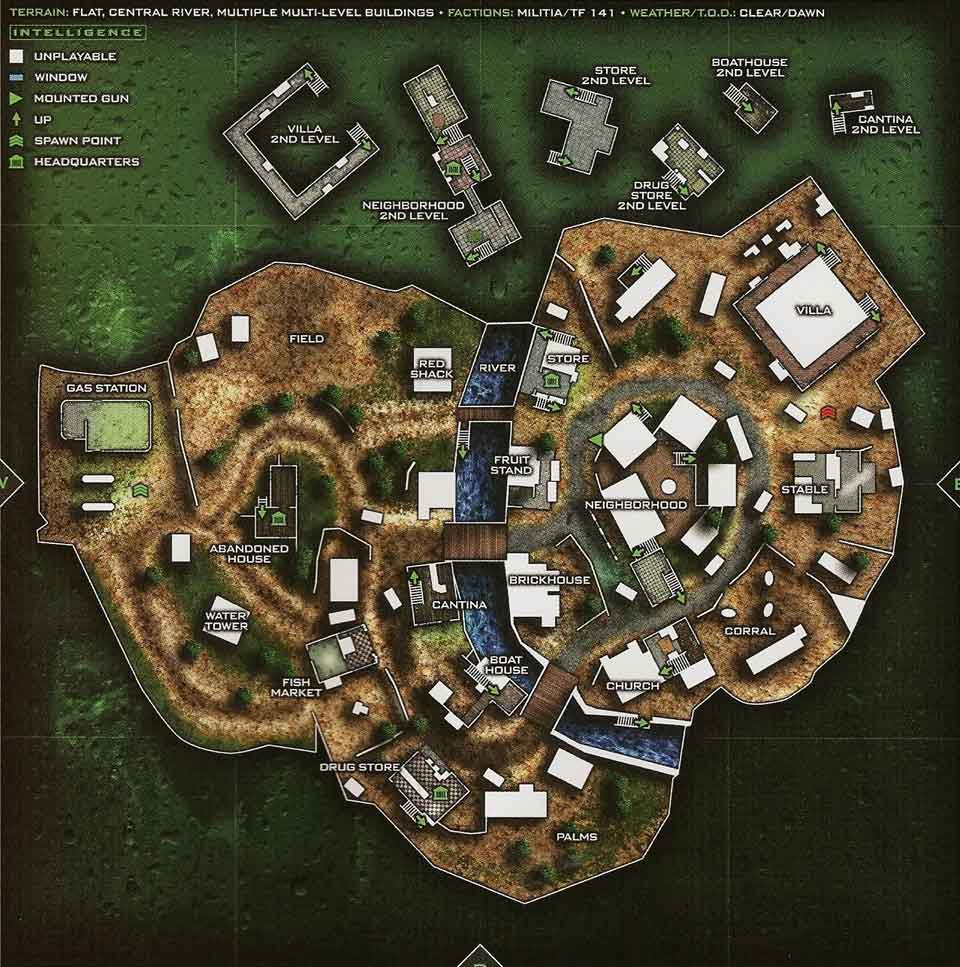 TERRAIN: FLAT, CENTRAL RIVER, MULTIPLE MULTI-LEVEL BUILDINGS • FACTIONS: MILITIA/TF 141 • WEATHER/T.O.D.: CLEAR/DAWN
INTELLIGENCE
UNPLAYABLE
WINDOW
MOUNTED GUN
UP
SPAWN POINT
HEADQUARTERS
VILLA
2ND LEVEL
NEIGHBORHOOD
2ND LEVEL
STORE
2ND LEVEL
DRUG
STORE
2ND LEVEL
BOATHOUSE
2ND LEVEL
CANTINA
2ND LEVEL
VILLA
FIELD
RED
SHACK
RIVER
STORE
GAS STATION
FRUIT
STAND
NEIGHBORHOOD
STABLE
ABANDONED
HOUSE
BRICKHOUSE
CANTINA
WATER
TOWER
CORRAL
BOAT
HOUSE
FISH
MARKET
CHURCH
DRUG STORE
PALMS